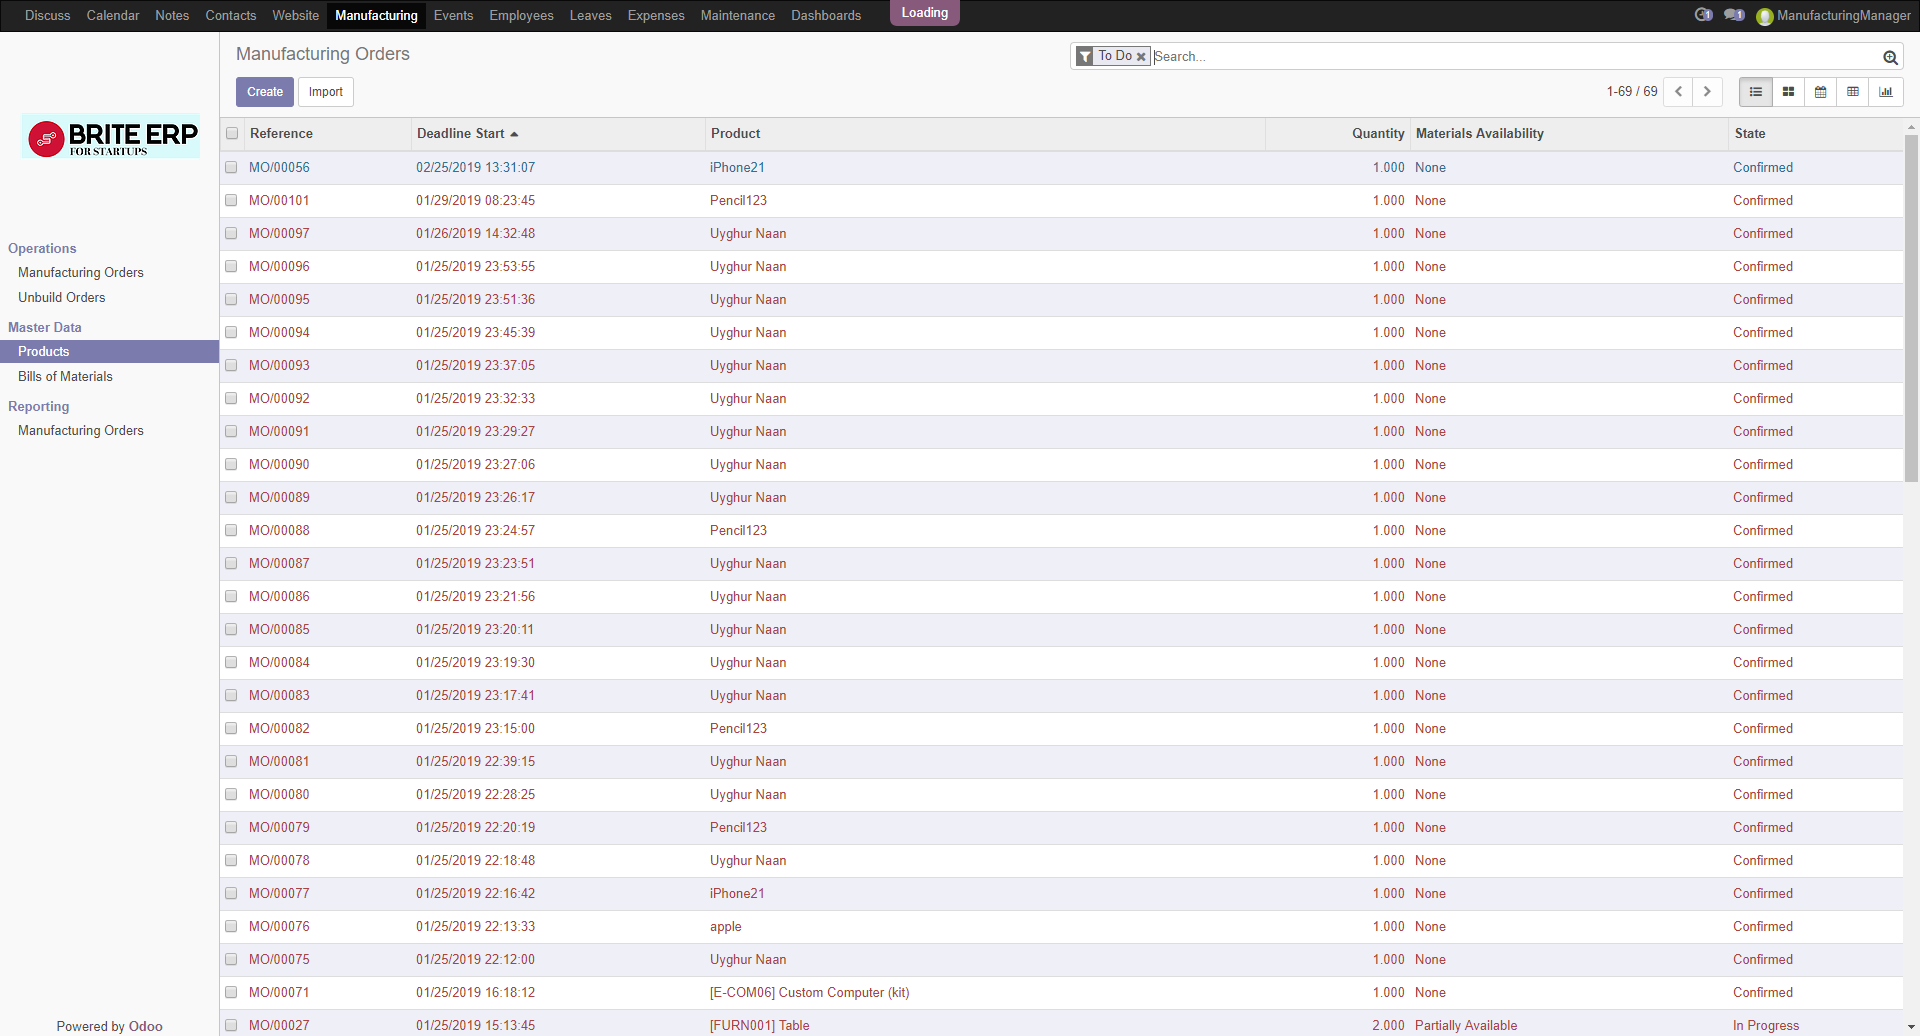 Discuss Calendar Notes Contacts Website Manufacturing Events Employees Leaves Expenses Maintenance Dashboards Loading 1 1 ManufacturingManager
Manufacturing Orders
To Do Search...
Create Import 1-69 / 69
BRITE ERP
FOR STARTUPS
Operations
Manufacturing Orders
Unbuild Orders
Master Data
Products
Bills of Materials
Reporting
Manufacturing Orders
Powered by Odoo
Reference Deadline Start Product Quantity Materials Availability State
MO/00056 02/25/2019 13:31:07 iPhone21 1.000 None Confirmed
MO/00101 01/29/2019 08:23:45 Pencil123 1.000 None Confirmed
MO/00097 01/26/2019 14:32:48 Uyghur Naan 1.000 None Confirmed
MO/00096 01/25/2019 23:53:55 Uyghur Naan 1.000 None Confirmed
MO/00095 01/25/2019 23:51:36 Uyghur Naan 1.000 None Confirmed
MO/00094 01/25/2019 23:45:39 Uyghur Naan 1.000 None Confirmed
MO/00093 01/25/2019 23:37:05 Uyghur Naan 1.000 None Confirmed
MO/00092 01/25/2019 23:32:33 Uyghur Naan 1.000 None Confirmed
MO/00091 01/25/2019 23:29:27 Uyghur Naan 1.000 None Confirmed
MO/00090 01/25/2019 23:27:06 Uyghur Naan 1.000 None Confirmed
MO/00089 01/25/2019 23:26:17 Uyghur Naan 1.000 None Confirmed
MO/00088 01/25/2019 23:24:57 Pencil123 1.000 None Confirmed
MO/00087 01/25/2019 23:23:51 Uyghur Naan 1.000 None Confirmed
MO/00086 01/25/2019 23:21:56 Uyghur Naan 1.000 None Confirmed
MO/00085 01/25/2019 23:20:11 Uyghur Naan 1.000 None Confirmed
MO/00084 01/25/2019 23:19:30 Uyghur Naan 1.000 None Confirmed
MO/00083 01/25/2019 23:17:41 Uyghur Naan 1.000 None Confirmed
MO/00082 01/25/2019 23:15:00 Pencil123 1.000 None Confirmed
MO/00081 01/25/2019 22:39:15 Uyghur Naan 1.000 None Confirmed
MO/00080 01/25/2019 22:28:25 Uyghur Naan 1.000 None Confirmed
MO/00079 01/25/2019 22:20:19 Pencil123 1.000 None Confirmed
MO/00078 01/25/2019 22:18:48 Uyghur Naan 1.000 None Confirmed
MO/00077 01/25/2019 22:16:42 iPhone21 1.000 None Confirmed
MO/00076 01/25/2019 22:13:33 apple 1.000 None Confirmed
MO/00075 01/25/2019 22:12:00 Uyghur Naan 1.000 None Confirmed
MO/00071 01/25/2019 16:18:12 [E-COM06] Custom Computer (kit) 1.000 None Confirmed
MO/00027 01/25/2019 15:13:45 [FURN001] Table 2.000 Partially Available In Progress